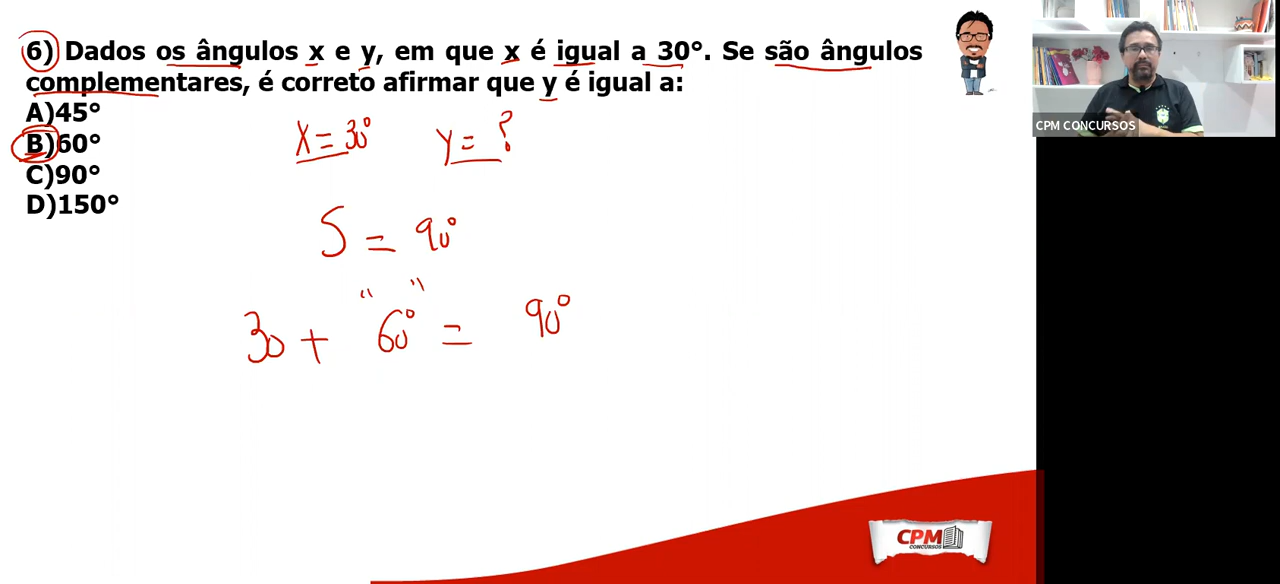 6) Dados os ângulos x e y, em que x é igual a 30°. Se são ângulos
complementares, é correto afirmar que y é igual a:
A)45°
B)60°
C)90°
D)150°
X = 30° Y = ?
S = 90°
30 + "60°" = 90°
CPM CONCURSOS
CPM
CONCURSOS